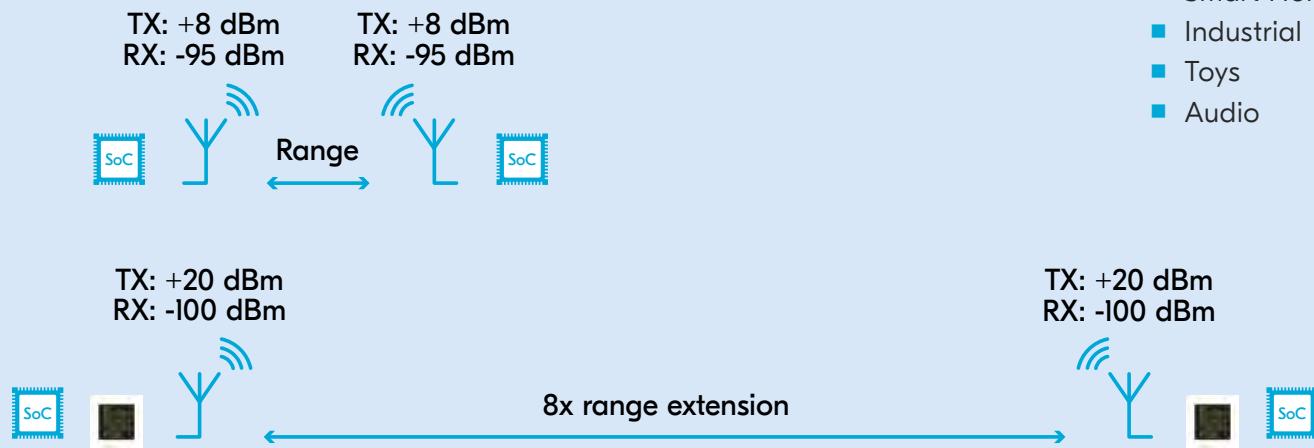 TX: +8 dBm
RX: -95 dBm
TX: +8 dBm
RX: -95 dBm
Industrial
Toys
Audio
SoC
Range
SoC
TX: +20 dBm
RX: -100 dBm
TX: +20 dBm
RX: -100 dBm
SoC
8x range extension
SoC